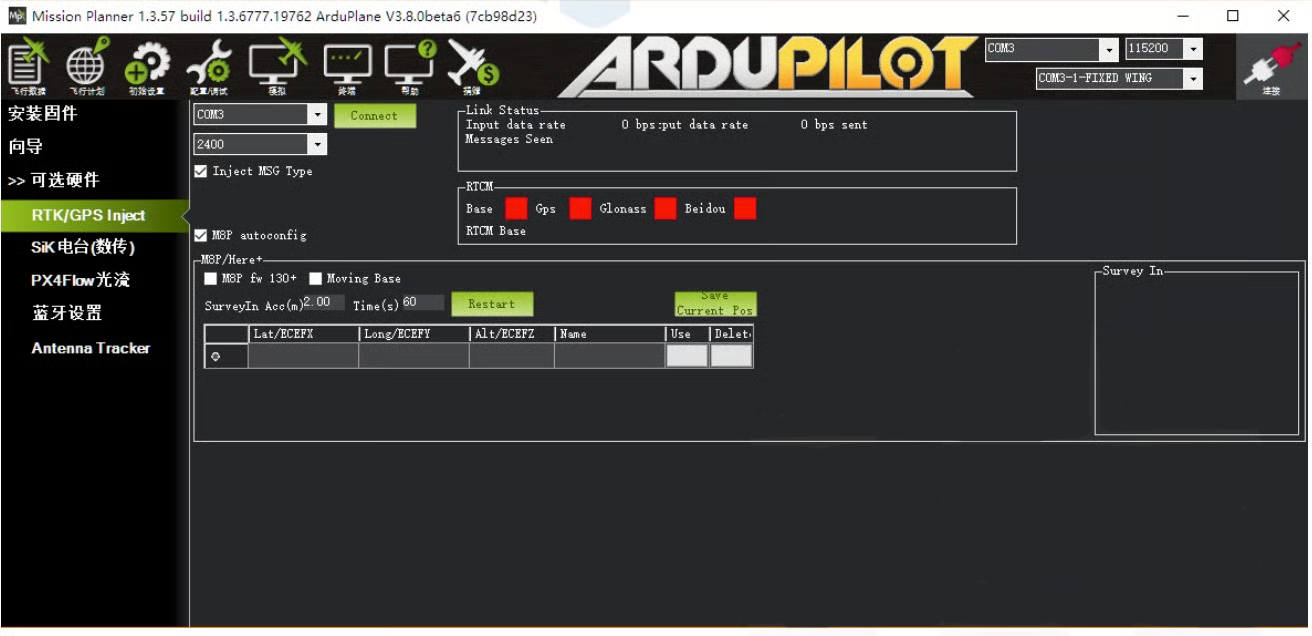 Mission Planner 1.3.57 build 1.3.6777.19762 ArduPlane V3.8.0beta6 (7cb98d23)
飞行数据 飞行计划 初始设置 配置/调试 模拟 终端 帮助 捐赠 ARDUPILOT COM3 115200
COM3-1-FIXED WING 连接
安装固件
向导
>> 可选硬件
RTK/GPS Inject
SiK电台(数传)
PX4Flow光流
蓝牙设置
Antenna Tracker
COM3 Connect
2400
Inject MSG Type
M8P autoconfig
Link Status
Input data rate 0 bps:put data rate 0 bps sent
Messages Seen
RTCM
Base Gps Glonass Beidou
RTCM Base
M8P/Here+
M8P fw 130+ Moving Base
SurveyIn Acc(m) 2.00 Time(s) 60 Restart Save Current Pos
Lat/ECEFX Long/ECEFY Alt/ECEFZ Name Use Delet
Survey In